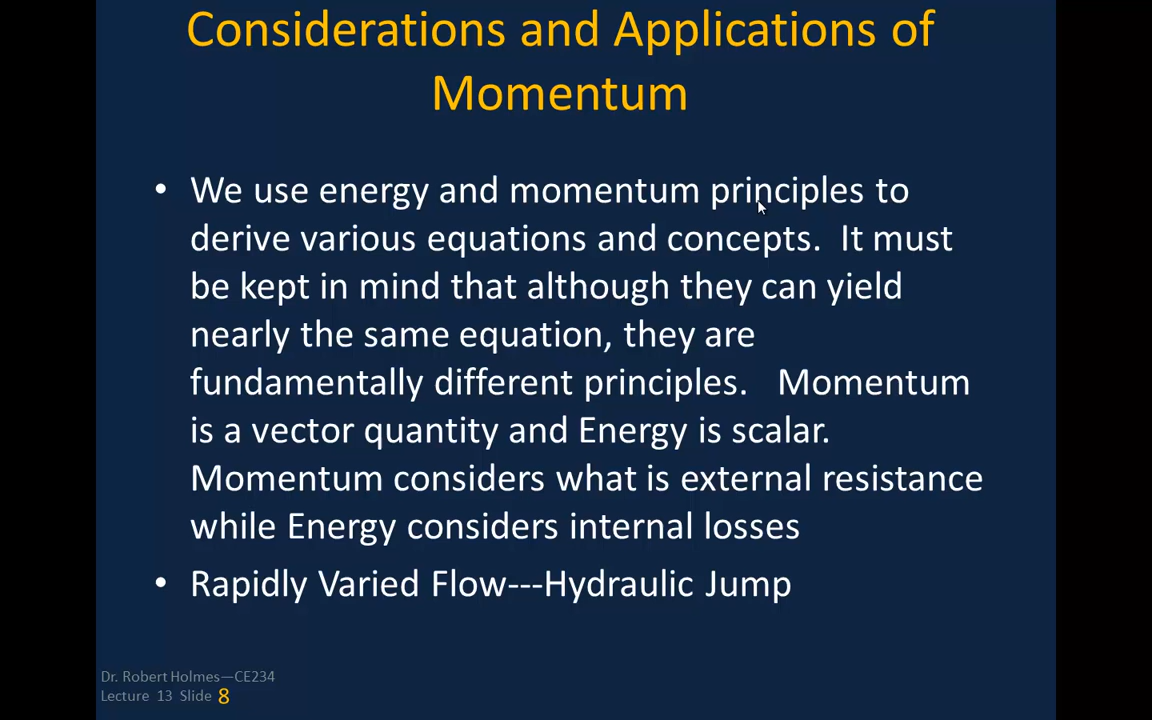 Considerations and Applications of
Momentum
• We use energy and momentum principles to
derive various equations and concepts.  It must
be kept in mind that although they can yield
nearly the same equation, they are
fundamentally different principles.   Momentum
is a vector quantity and Energy is scalar.
Momentum considers what is external resistance
while Energy considers internal losses
• Rapidly Varied Flow---Hydraulic Jump
Dr. Robert Holmes—CE234
Lecture  13  Slide 8